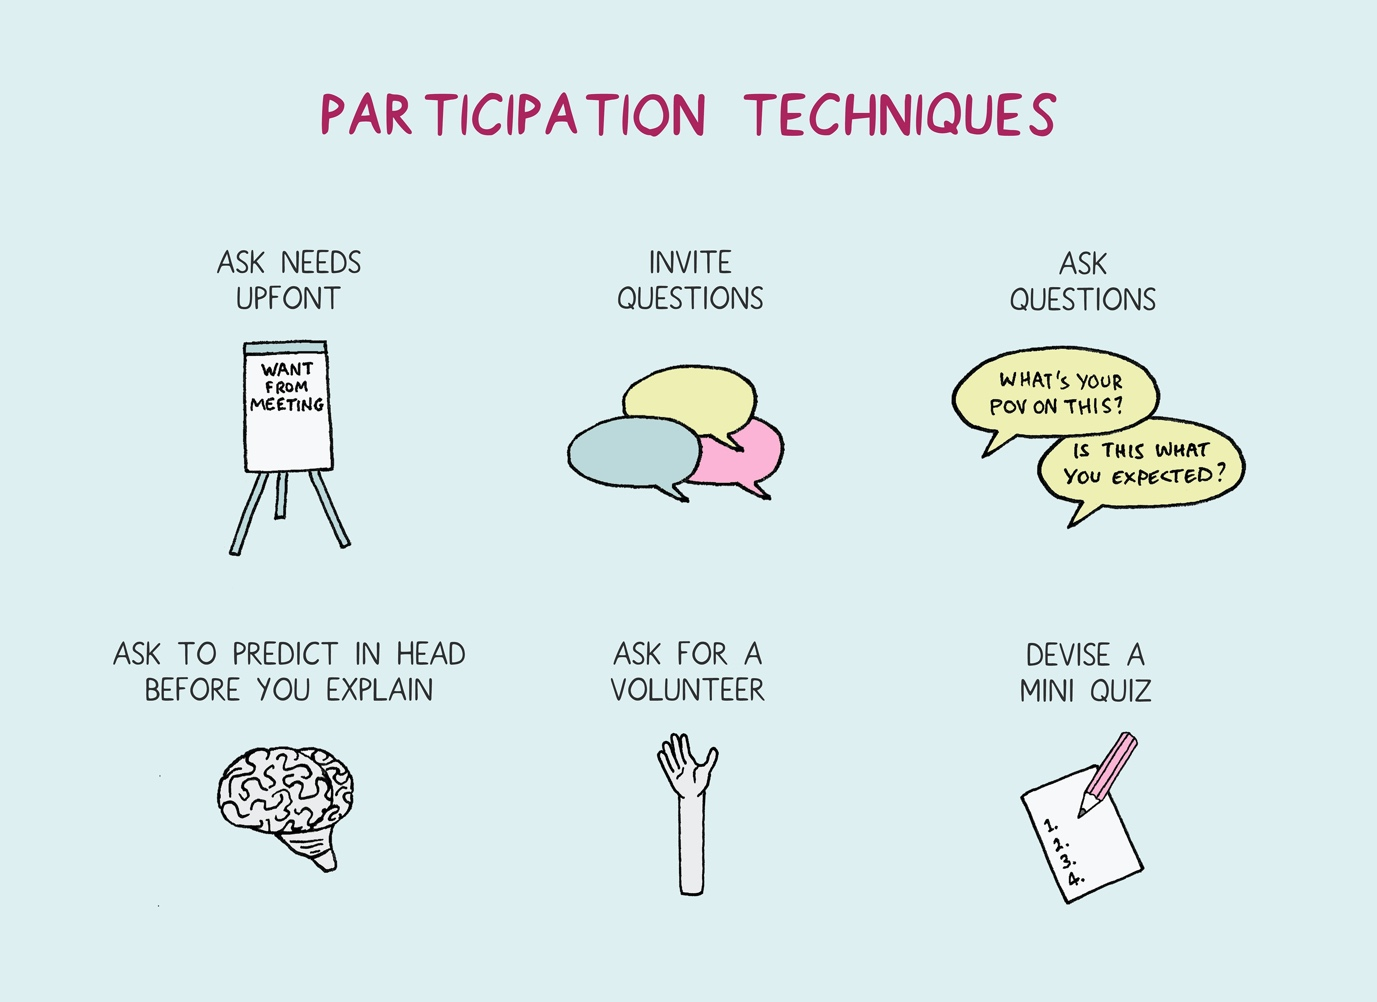 PARTICIPATION TECHNIQUES
ASK NEEDS
UPFONT
WANT
FROM
MEETING
INVITE
QUESTIONS
ASK
QUESTIONS
WHAT'S YOUR
POV ON THIS?
IS THIS WHAT
YOU EXPECTED?
ASK TO PREDICT IN HEAD
BEFORE YOU EXPLAIN
ASK FOR A
VOLUNTEER
DEVISE A
MINI QUIZ
1.
2.
3.
4.